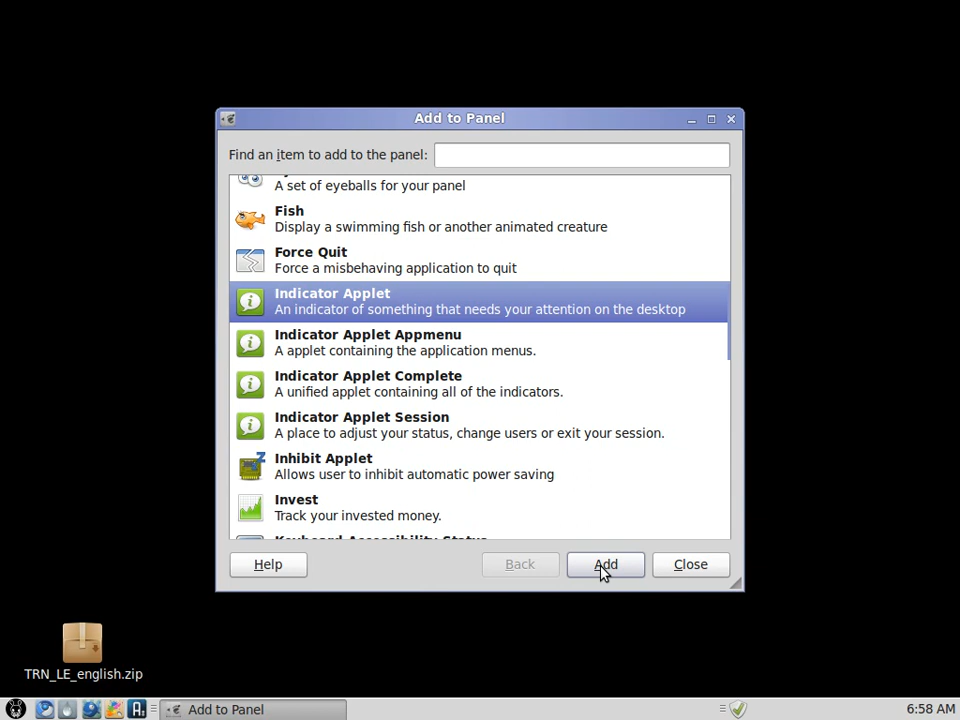 Add to Panel
Find an item to add to the panel:
A set of eyeballs for your panel
Fish
Display a swimming fish or another animated creature
Force Quit
Force a misbehaving application to quit
Indicator Applet
An indicator of something that needs your attention on the desktop
Indicator Applet Appmenu
A applet containing the application menus.
Indicator Applet Complete
A unified applet containing all of the indicators.
Indicator Applet Session
A place to adjust your status, change users or exit your session.
Inhibit Applet
Allows user to inhibit automatic power saving
Invest
Track your invested money.
Keyboard Accessibility Status
Help
Back
Add
Close
TRN_LE_english.zip
Add to Panel
6:58 AM